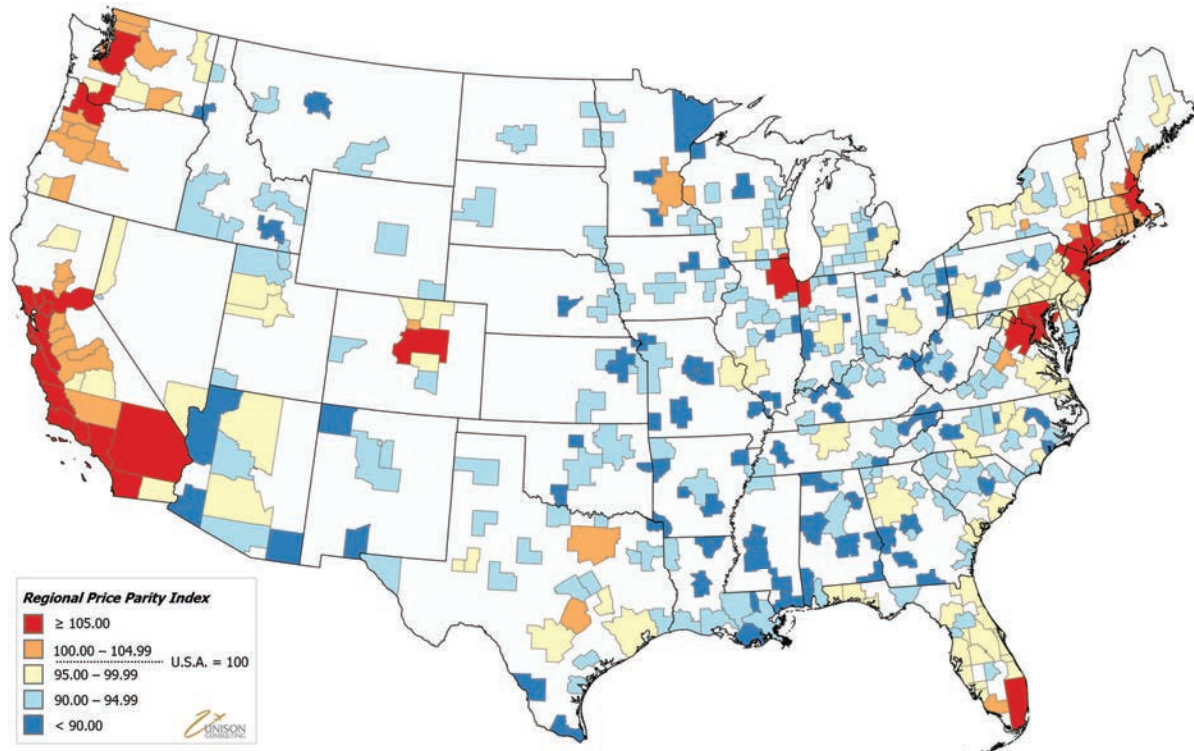 Regional Price Parity Index
≥ 105.00
100.00 – 104.99
U.S.A. = 100
95.00 – 99.99
90.00 – 94.99
< 90.00
UNISON
CONSULTING